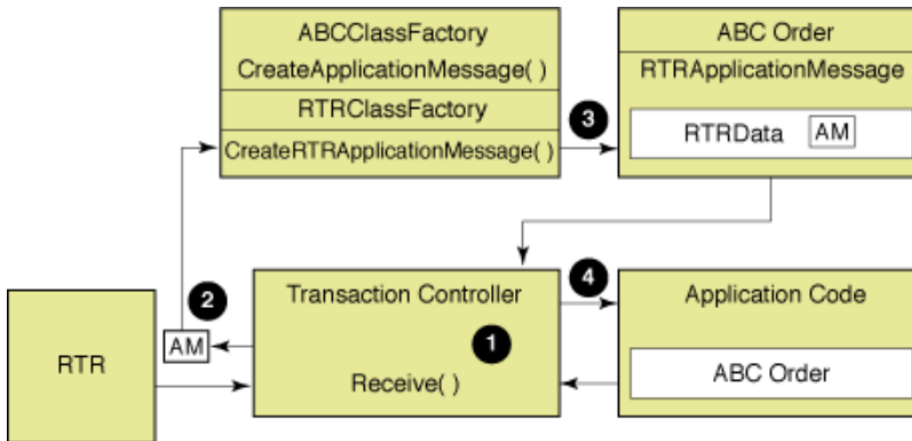 ABCClassFactory
CreateApplicationMessage( )
RTRClassFactory
CreateRTRApplicationMessage( )
3
ABC Order
RTRApplicationMessage
RTRData AM
2
AM
RTR
Transaction Controller
1
Receive( )
4
Application Code
ABC Order